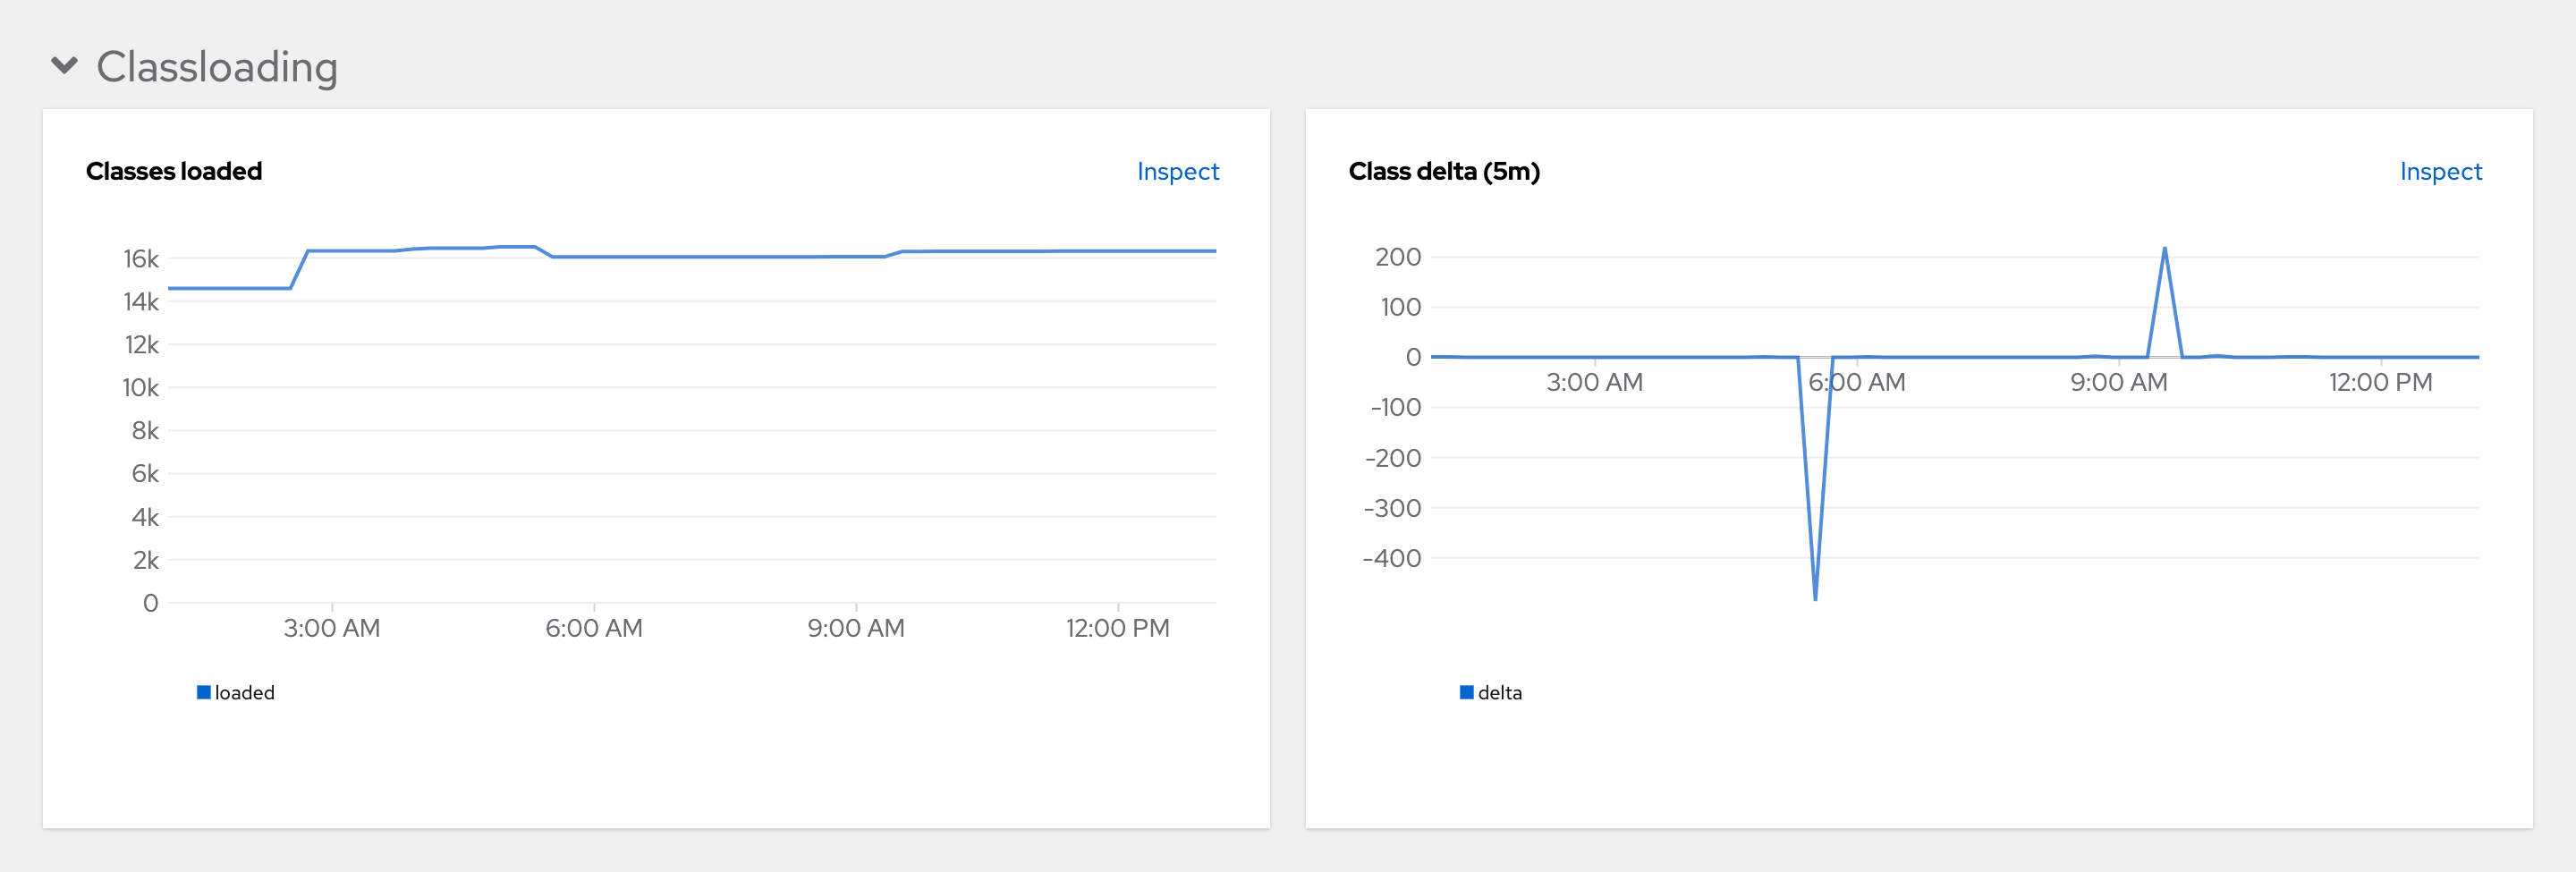 Classloading
Classes loaded
Inspect
16k
14k
12k
10k
8k
6k
4k
2k
0
3:00 AM
6:00 AM
9:00 AM
12:00 PM
loaded
Class delta (5m)
Inspect
200
100
0
-100
-200
-300
-400
3:00 AM
6:00 AM
9:00 AM
12:00 PM
delta